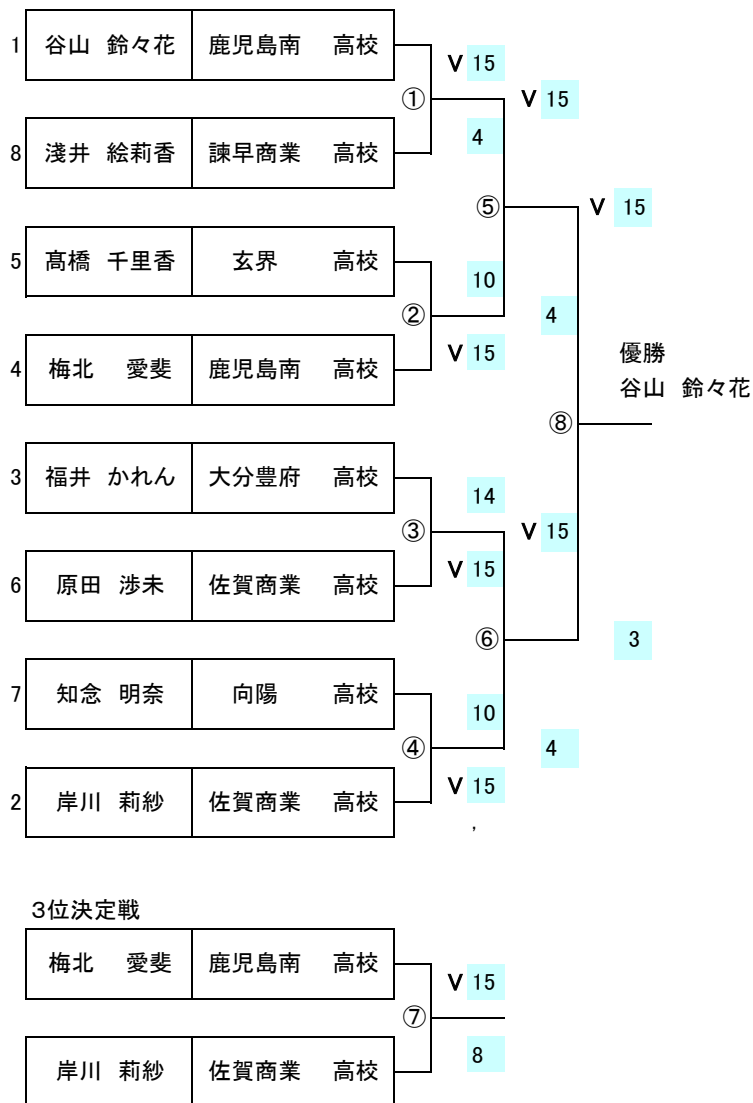 1 谷山 鈴々花 鹿児島南 高校
V 15
① V 15
4
8 淺井 絵莉香 諫早商業 高校
⑤ V 15
5 髙橋 千里香 玄界 高校
10
② 4
V 15
4 梅北 愛斐 鹿児島南 高校
優勝
谷山 鈴々花
⑧
3 福井 かれん 大分豊府 高校
14
③ V 15
V 15
6 原田 渉未 佐賀商業 高校
⑥ 3
7 知念 明奈 向陽 高校
10
④ 4
V 15
2 岸川 莉紗 佐賀商業 高校
,
3位決定戦
梅北 愛斐 鹿児島南 高校
V 15
⑦
8
岸川 莉紗 佐賀商業 高校